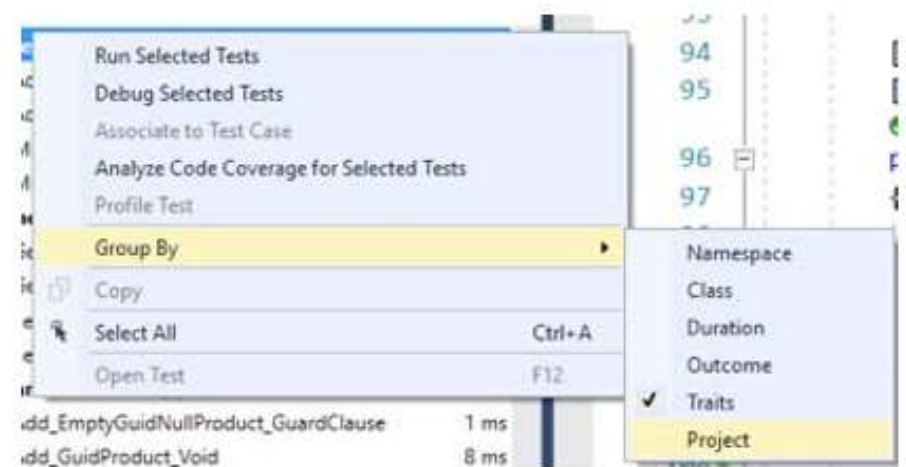 94
Run Selected Tests
Debug Selected Tests
95
Associate to Test Case
Analyze Code Coverage for Selected Tests
96
Profile Test
97
Group By
Namespace
Copy
Class
Select All Ctrl+A
Duration
Outcome
Open Test F12
Traits
dd_EmptyGuidNullProduct_GuardClause 1 ms
Project
dd_GuidProduct_Void 8 ms